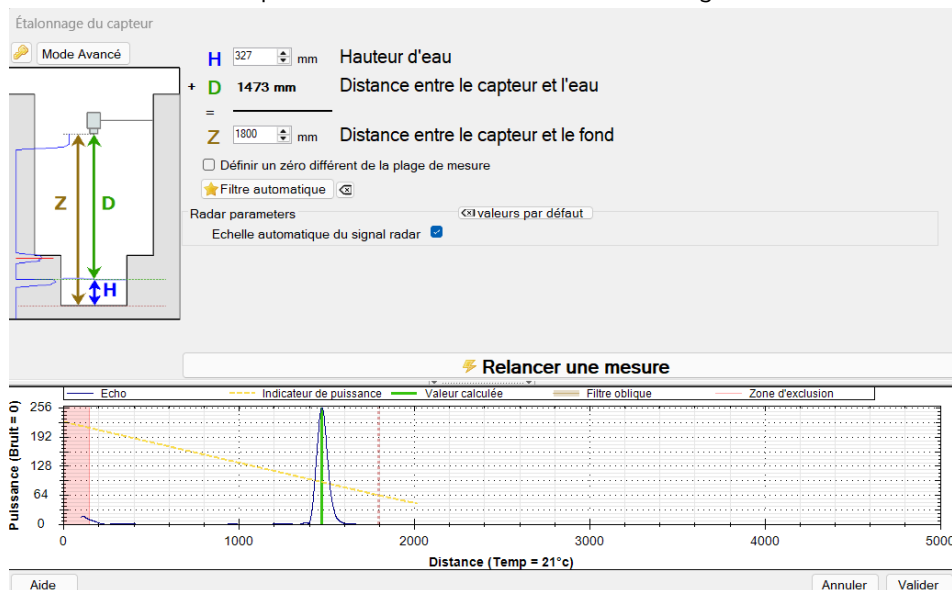 Étalonnage du capteur
Mode Avancé
H 327 mm Hauteur d'eau
+ D 1473 mm Distance entre le capteur et l'eau
=
Z 1800 mm Distance entre le capteur et le fond
Définir un zéro différent de la plage de mesure
Filtre automatique
Radar parameters valeurs par défaut
Echelle automatique du signal radar
Z D
H
Relancer une mesure
Echo Indicateur de puissance Valeur calculée Filtre oblique Zone d'exclusion
Puissance (Bruit = 0)
256
192
128
64
0
0 1000 2000 3000 4000 5000
Distance (Temp = 21°c)
Aide Annuler Valider